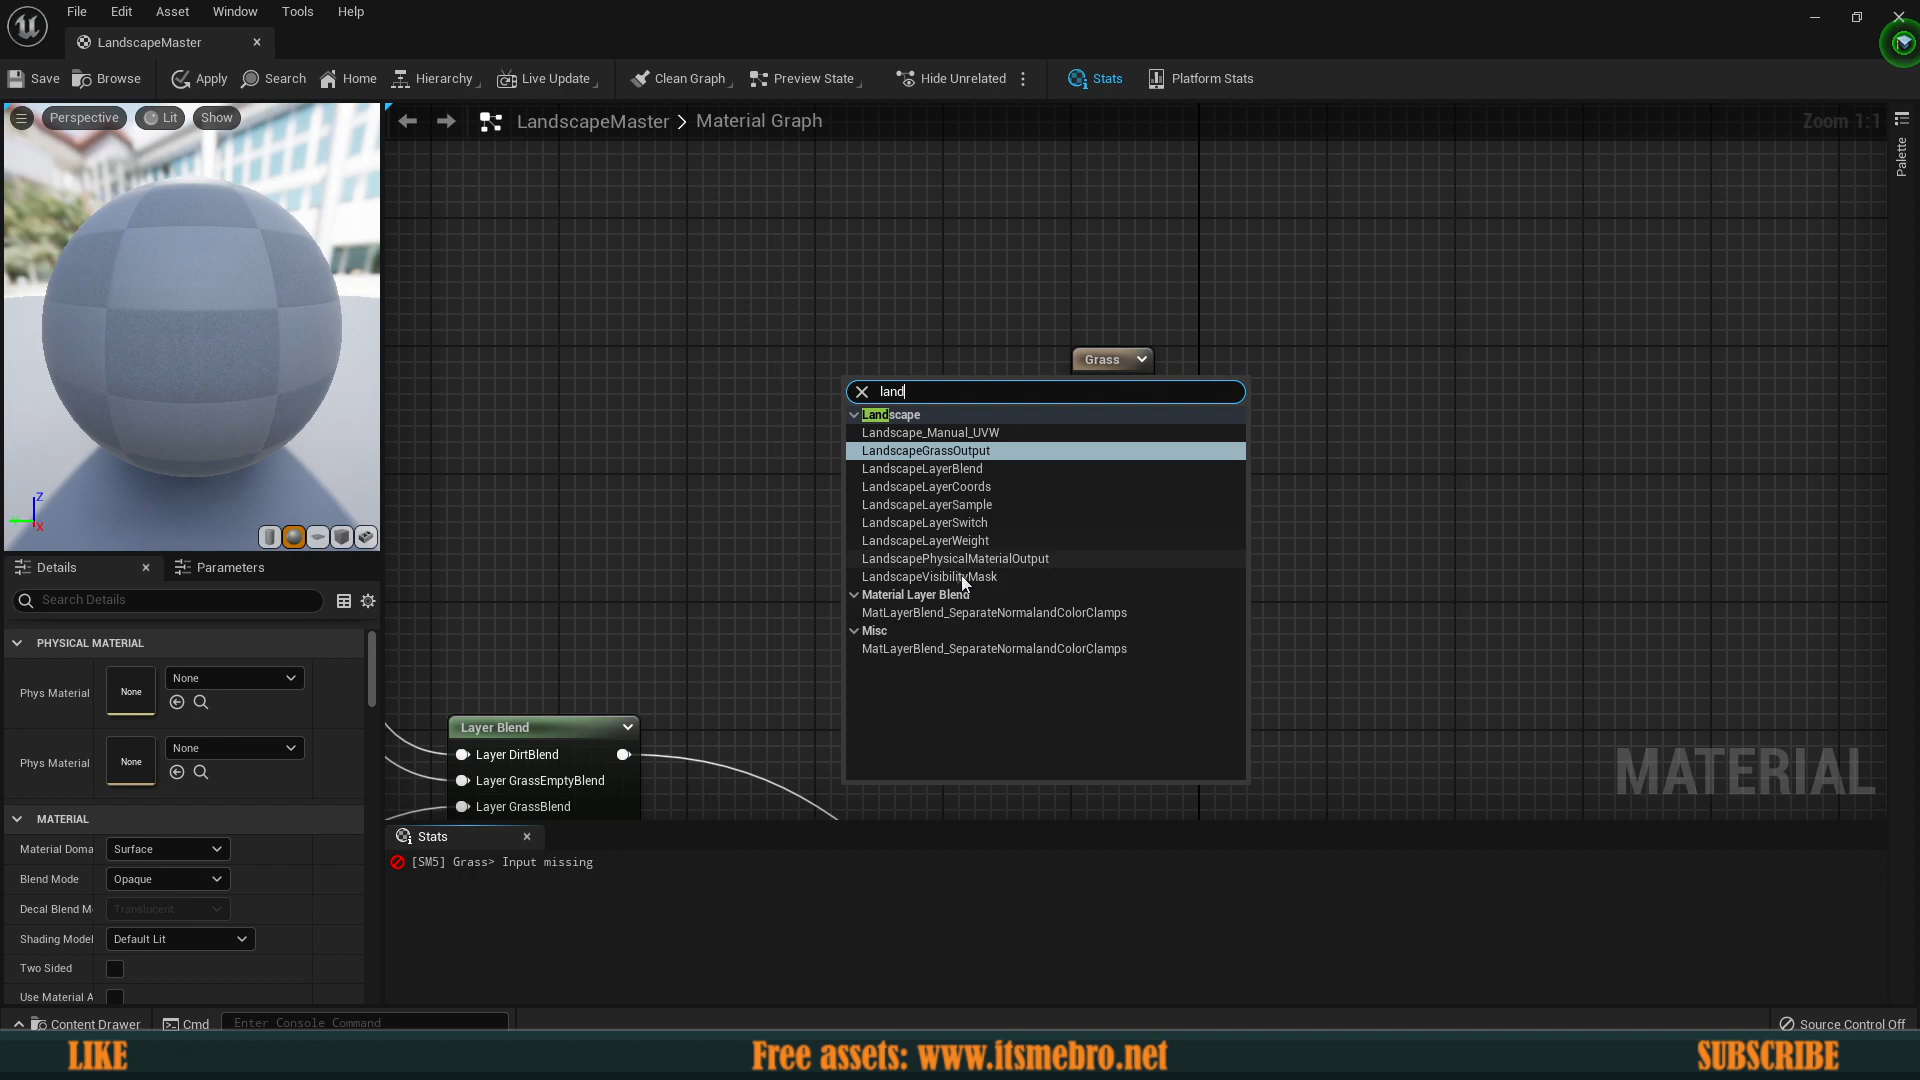 File Edit Asset Window Tools Help
LandscapeMaster
Save Browse Apply Search Home Hierarchy Live Update Clean Graph Preview State Hide Unrelated Stats Platform Stats
Perspective Lit Show
LandscapeMaster > Material Graph
Zoom 1:1
Palette
Grass
land
Landscape
Landscape_Manual_UVW
LandscapeGrassOutput
LandscapeLayerBlend
LandscapeLayerCoords
LandscapeLayerSample
LandscapeLayerSwitch
LandscapeLayerWeight
LandscapePhysicalMaterialOutput
LandscapeVisibilityMask
Material Layer Blend
MatLayerBlend_SeparateNormalandColorClamps
Misc
MatLayerBlend_SeparateNormalandColorClamps
Z
X
Details Parameters
Search Details
PHYSICAL MATERIAL
Phys Material None None
Phys Material None None
MATERIAL
Material Doma Surface
Blend Mode Opaque
Decal Blend M Translucent
Shading Model Default Lit
Two Sided
Use Material A
Layer Blend
Layer DirtBlend
Layer GrassEmptyBlend
Layer GrassBlend
MATERIAL
Stats
[SM5] Grass> Input missing
Content Drawer Cmd Enter Console Command Source Control Off
LIKE Free assets: www.itsmebro.net SUBSCRIBE